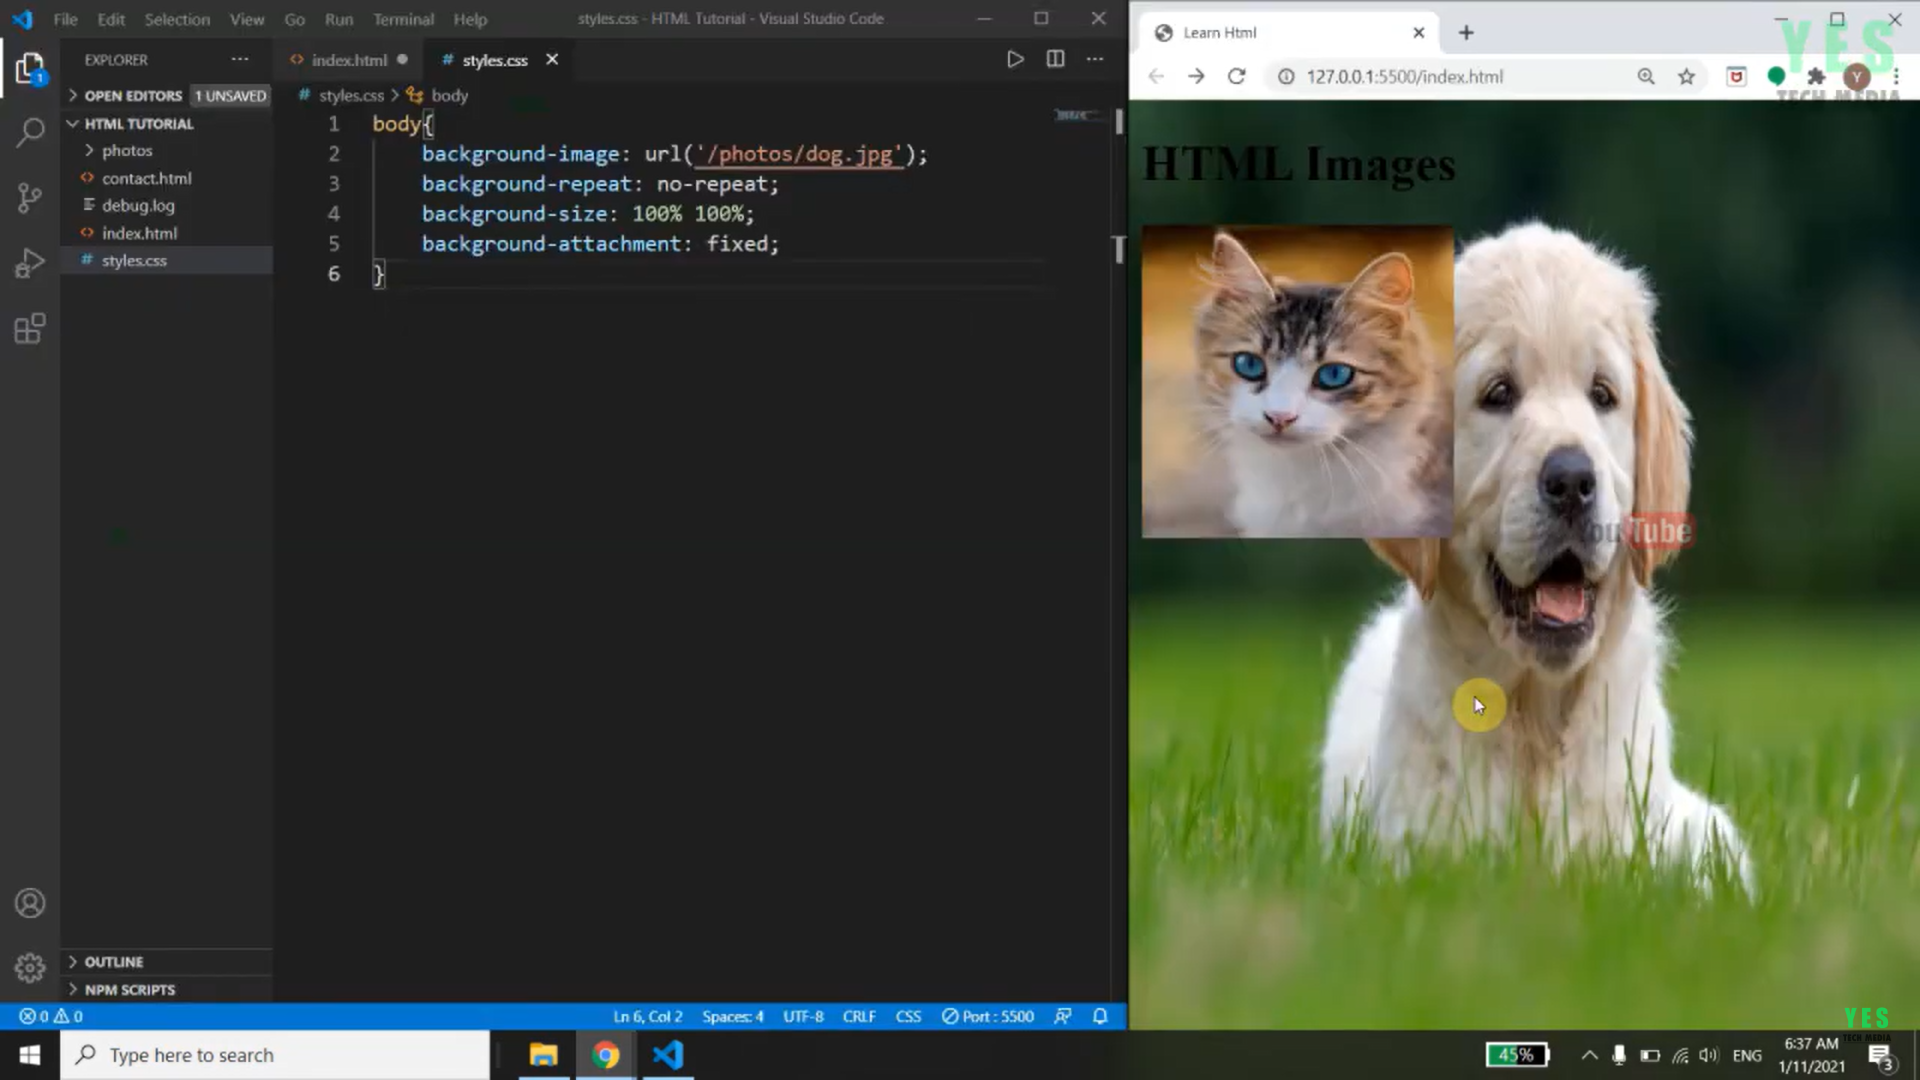 File Edit Selection View Go Run Terminal Help
styles.css - HTML Tutorial - Visual Studio Code
EXPLORER
1
OPEN EDITORS 1 UNSAVED
HTML TUTORIAL
photos
contact.html
debug.log
index.html
styles.css
OUTLINE
NPM SCRIPTS
index.html
# styles.css
# styles.css > body
1 body{
2 background-image: url('/photos/dog.jpg');
3 background-repeat: no-repeat;
4 background-size: 100% 100%;
5 background-attachment: fixed;
6 }
0 0
Ln 6, Col 2 Spaces: 4 UTF-8 CRLF CSS Port : 5500
Learn Html
127.0.0.1:5500/index.html
Y
YES
TECH MEDIA
HTML Images
YouTube
YES
TECH MEDIA
Type here to search
45%
ENG
6:37 AM
1/11/2021
3